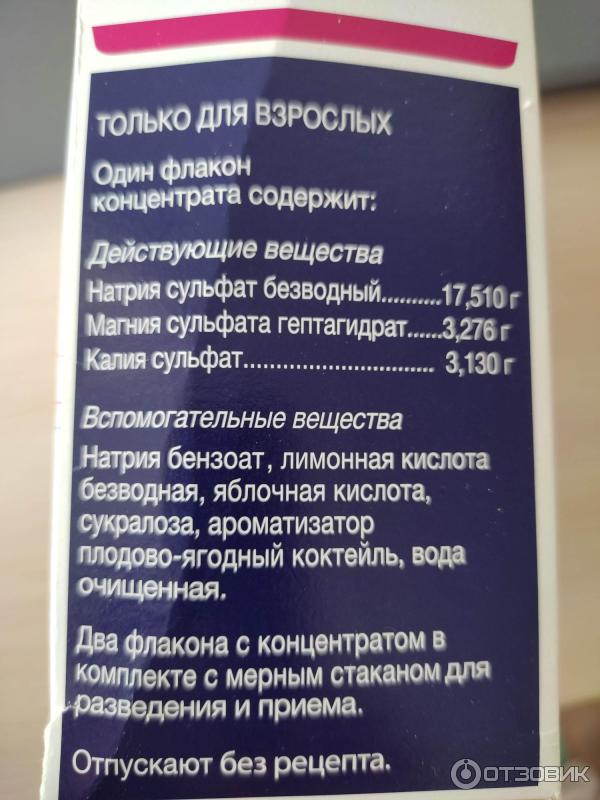 ТОЛЬКО ДЛЯ ВЗРОСЛЫХ
Один флакон
концентрата содержит:
Действующие вещества
Натрия сульфат безводный..........17,510 г
Магния сульфата гептагидрат......3,276 г
Калия сульфат................................ 3,130 г
Вспомогательные вещества
Натрия бензоат, лимонная кислота
безводная, яблочная кислота,
сукралоза, ароматизатор
плодово-ягодный коктейль, вода
очищенная.
Два флакона с концентратом в
комплекте с мерным стаканом для
разведения и приема.
Отпускают без рецепта.
ОТЗОВИК